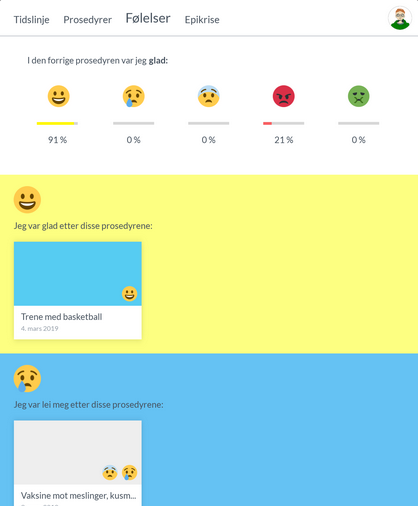 Tidslinje Prosedyrer Følelser Epikrise
I den forrige prosedyren var jeg glad:
91 % 0 % 0 % 21 % 0 %
Jeg var glad etter disse prosedyrene:
Trene med basketball
4. mars 2019
Jeg var lei meg etter disse prosedyrene:
Vaksine mot meslinger, kusm...